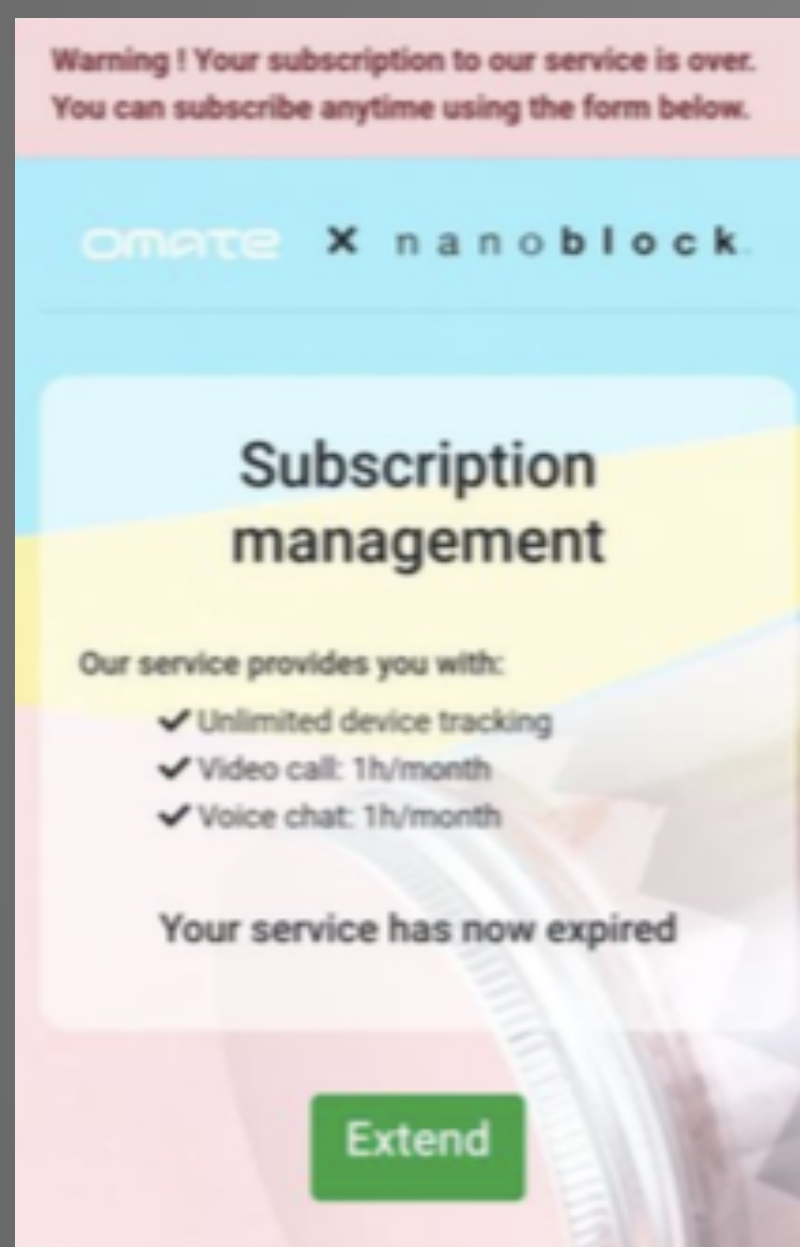 Warning ! Your subscription to our service is over.
You can subscribe anytime using the form below.
omate x nanoblock.
Subscription
management
Our service provides you with:
Unlimited device tracking
Video call: 1h/month
Voice chat: 1h/month
Your service has now expired
Extend